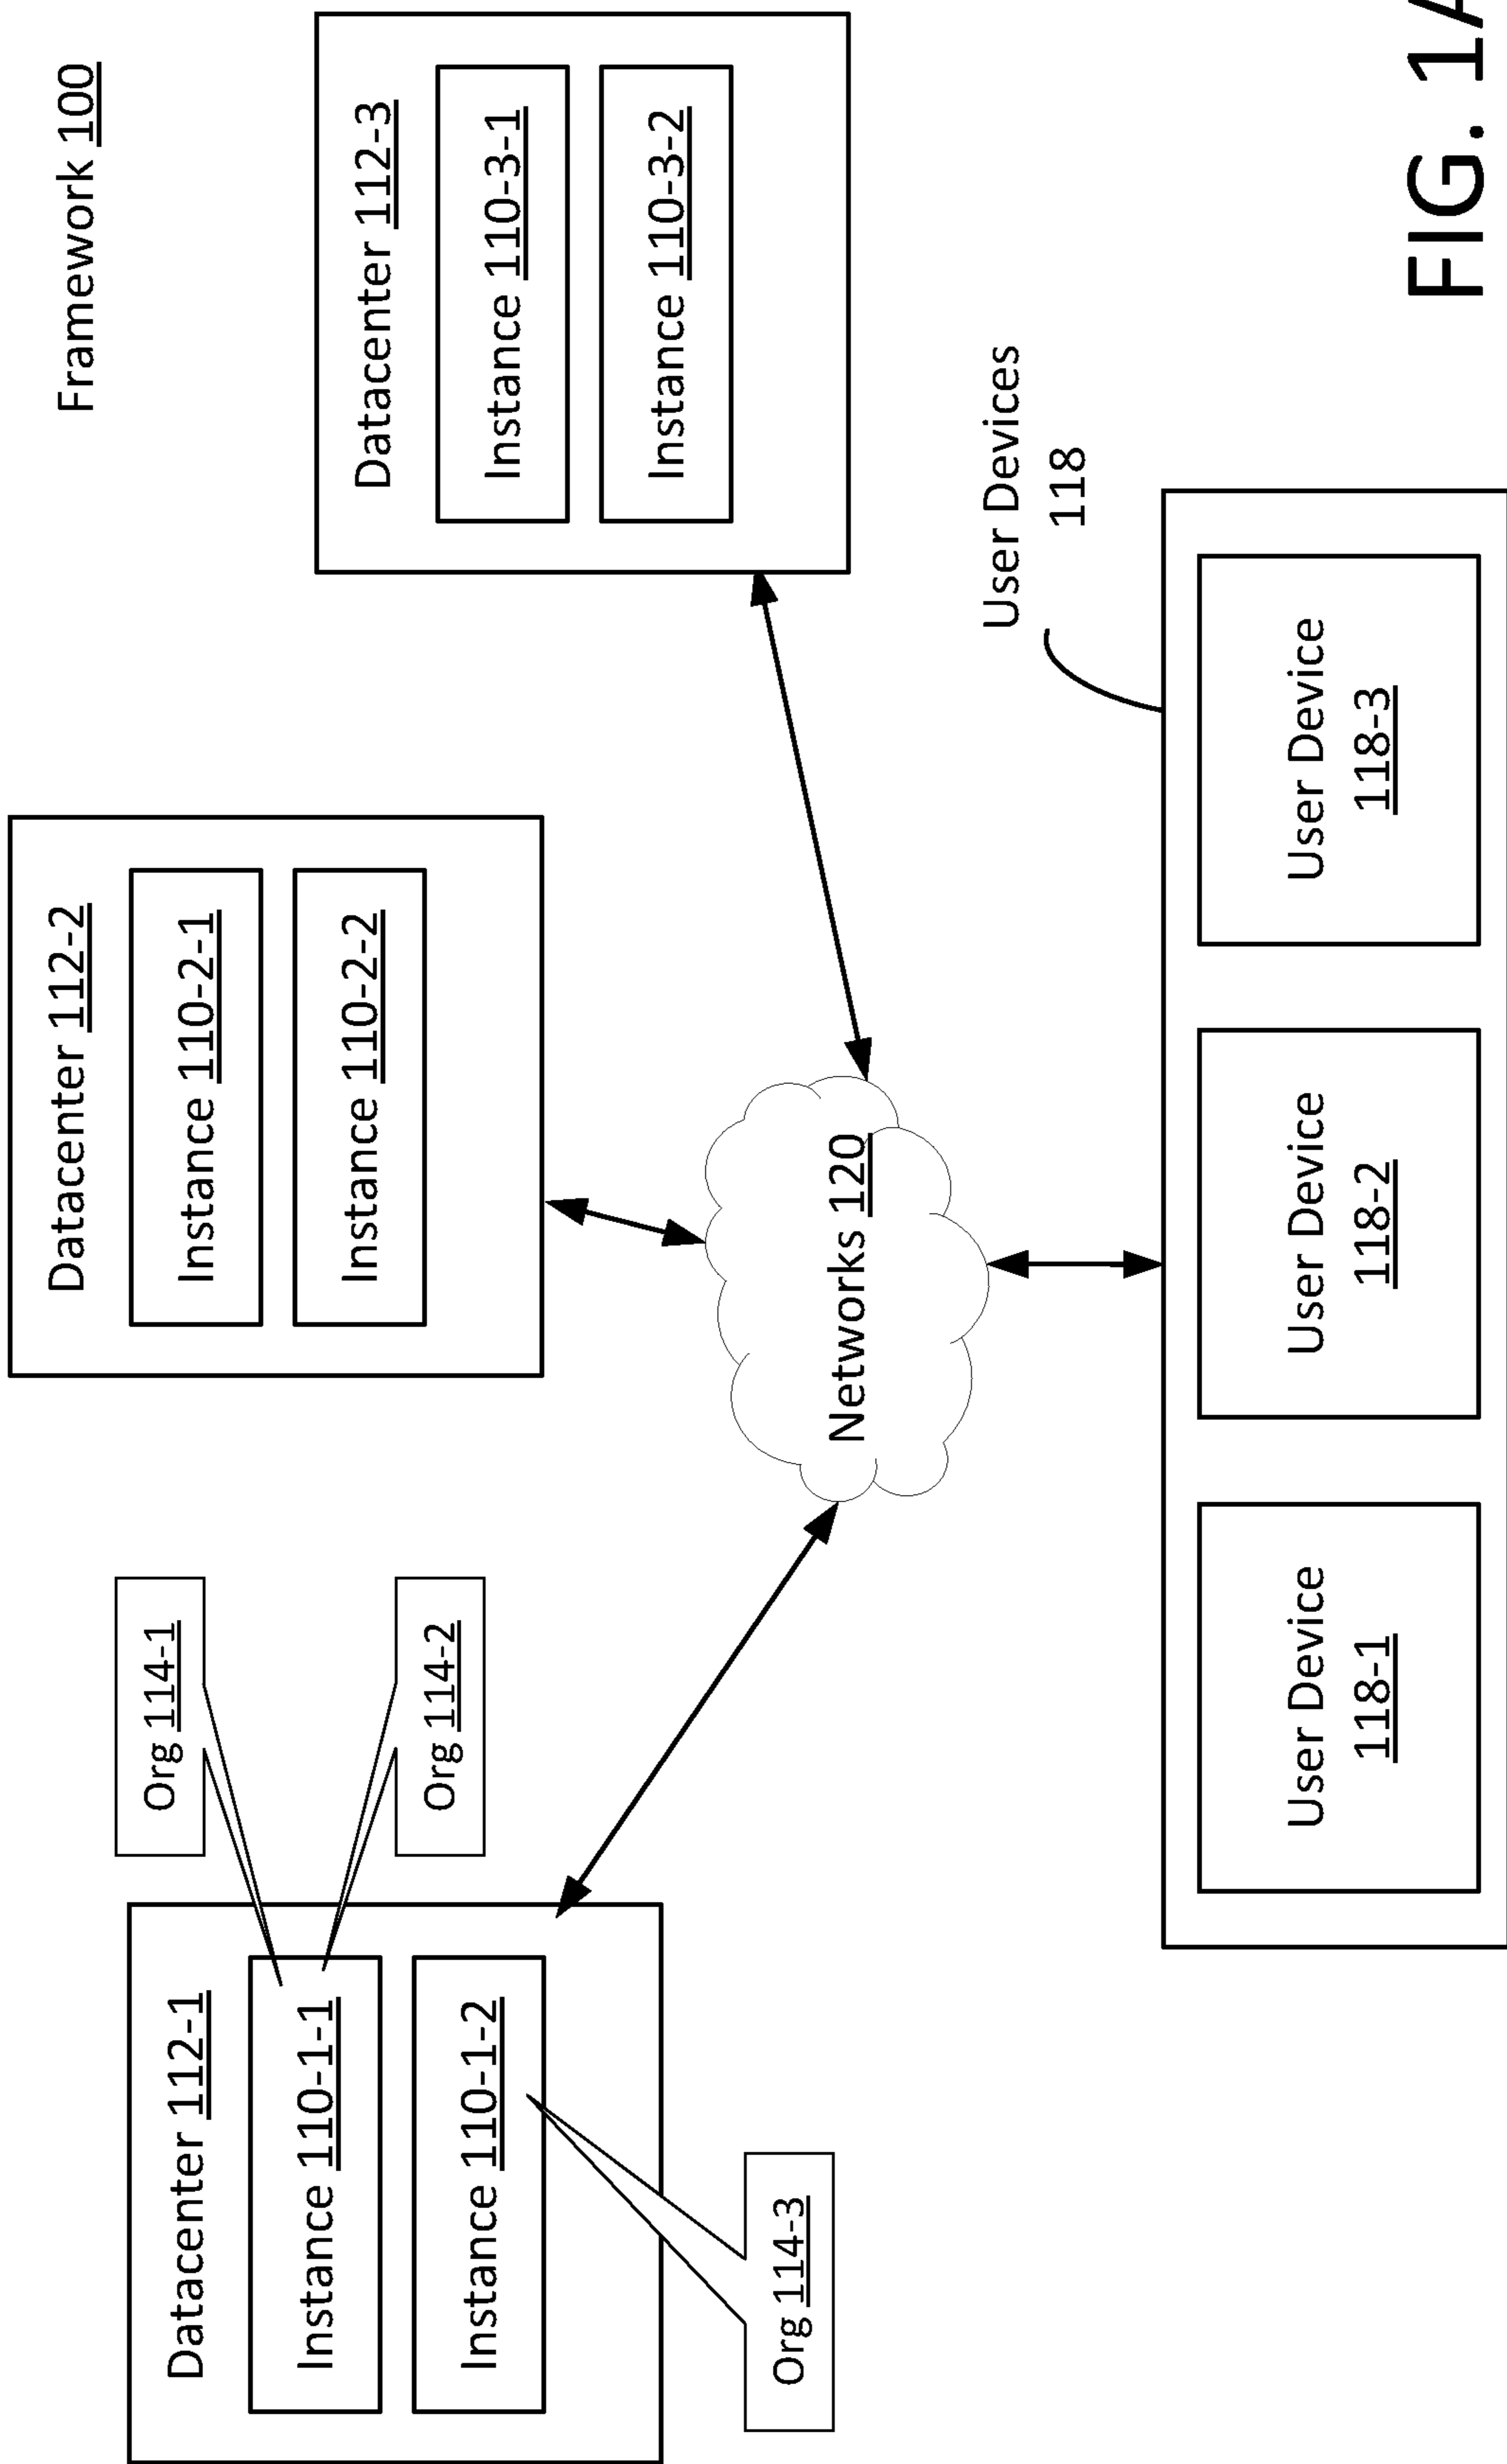 Framework 100
Datacenter 112-1
Instance 110-1-1
Instance 110-1-2
Org 114-1
Org 114-2
Org 114-3
Datacenter 112-2
Instance 110-2-1
Instance 110-2-2
Datacenter 112-3
Instance 110-3-1
Instance 110-3-2
Networks 120
User Devices
118
User Device
118-1
User Device
118-2
User Device
118-3
FIG. 1A